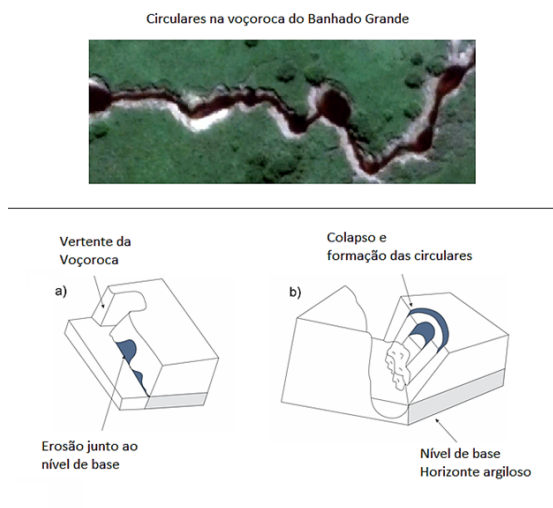 Circulares na voçoroca do Banhado Grande
Vertente da
Voçoroca
a)
Erosão junto ao
nível de base
Colapso e
formação das circulares
b)
Nível de base
Horizonte argiloso